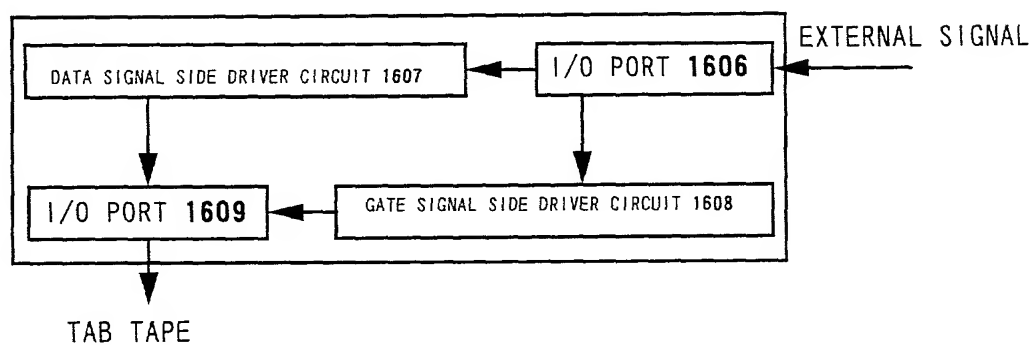 EXTERNAL SIGNAL
DATA SIGNAL SIDE DRIVER CIRCUIT 1607
I/O PORT 1606
I/O PORT 1609
GATE SIGNAL SIDE DRIVER CIRCUIT 1608
TAB TAPE